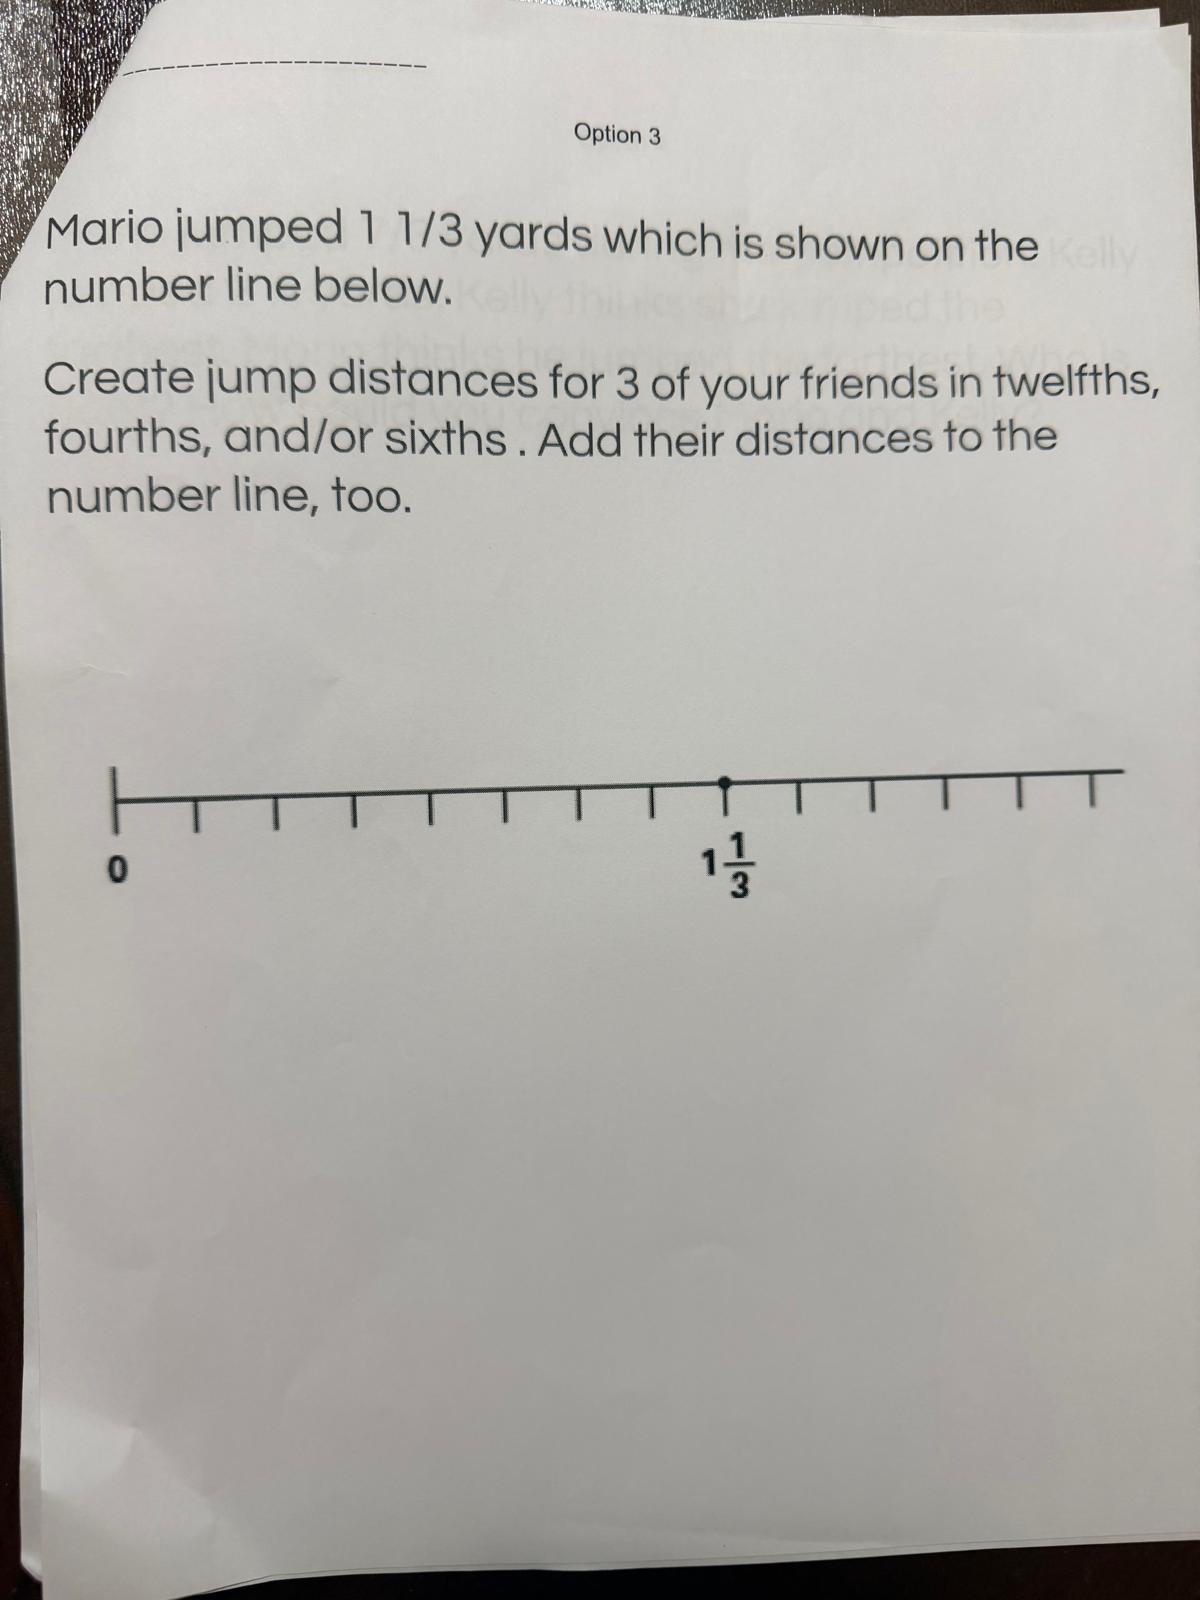 Option 3
Mario jumped 1 1/3 yards which is shown on the
number line below.
Create jump distances for 3 of your friends in twelfths,
fourths, and/or sixths . Add their distances to the
number line, too.
0
1 1/3